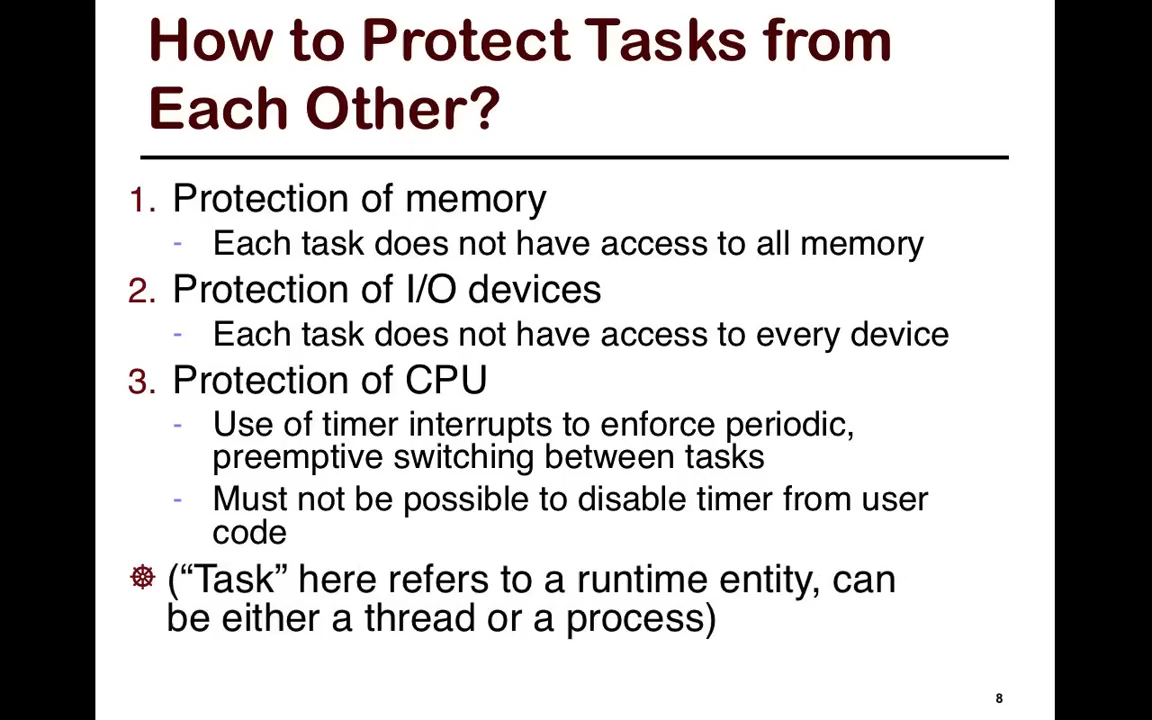 How to Protect Tasks from
Each Other?
1. Protection of memory
- Each task does not have access to all memory
2. Protection of I/O devices
- Each task does not have access to every device
3. Protection of CPU
- Use of timer interrupts to enforce periodic,
preemptive switching between tasks
- Must not be possible to disable timer from user
code
(“Task” here refers to a runtime entity, can
be either a thread or a process)
8